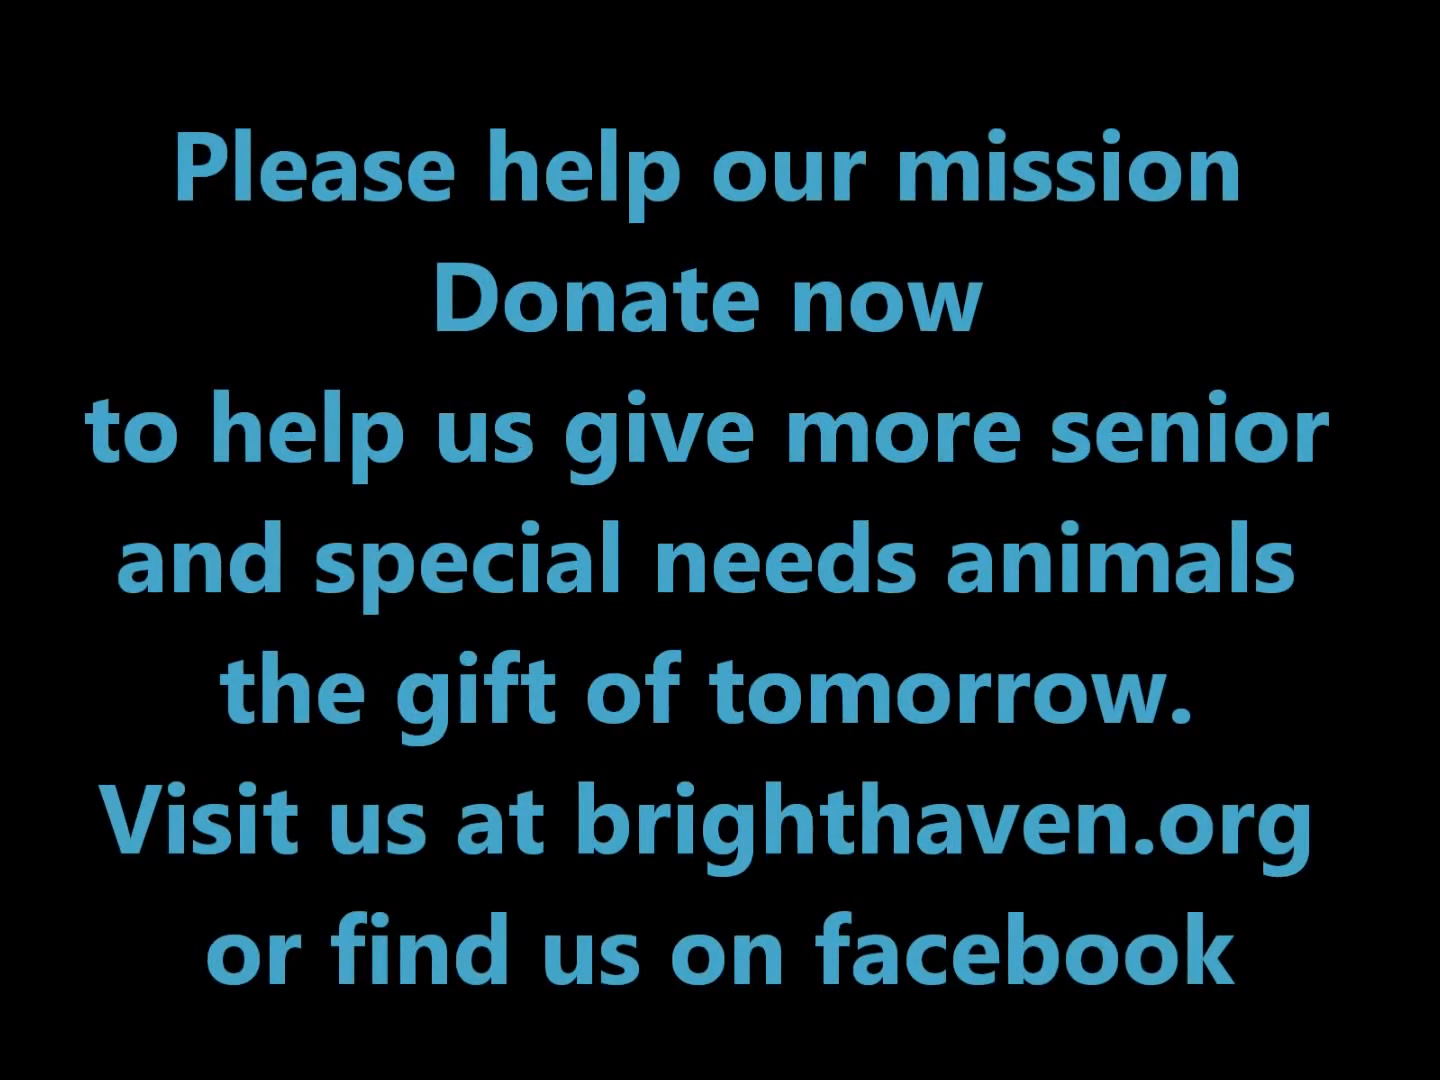 Please help our mission
Donate now
to help us give more senior
and special needs animals
the gift of tomorrow.
Visit us at brighthaven.org
or find us on facebook